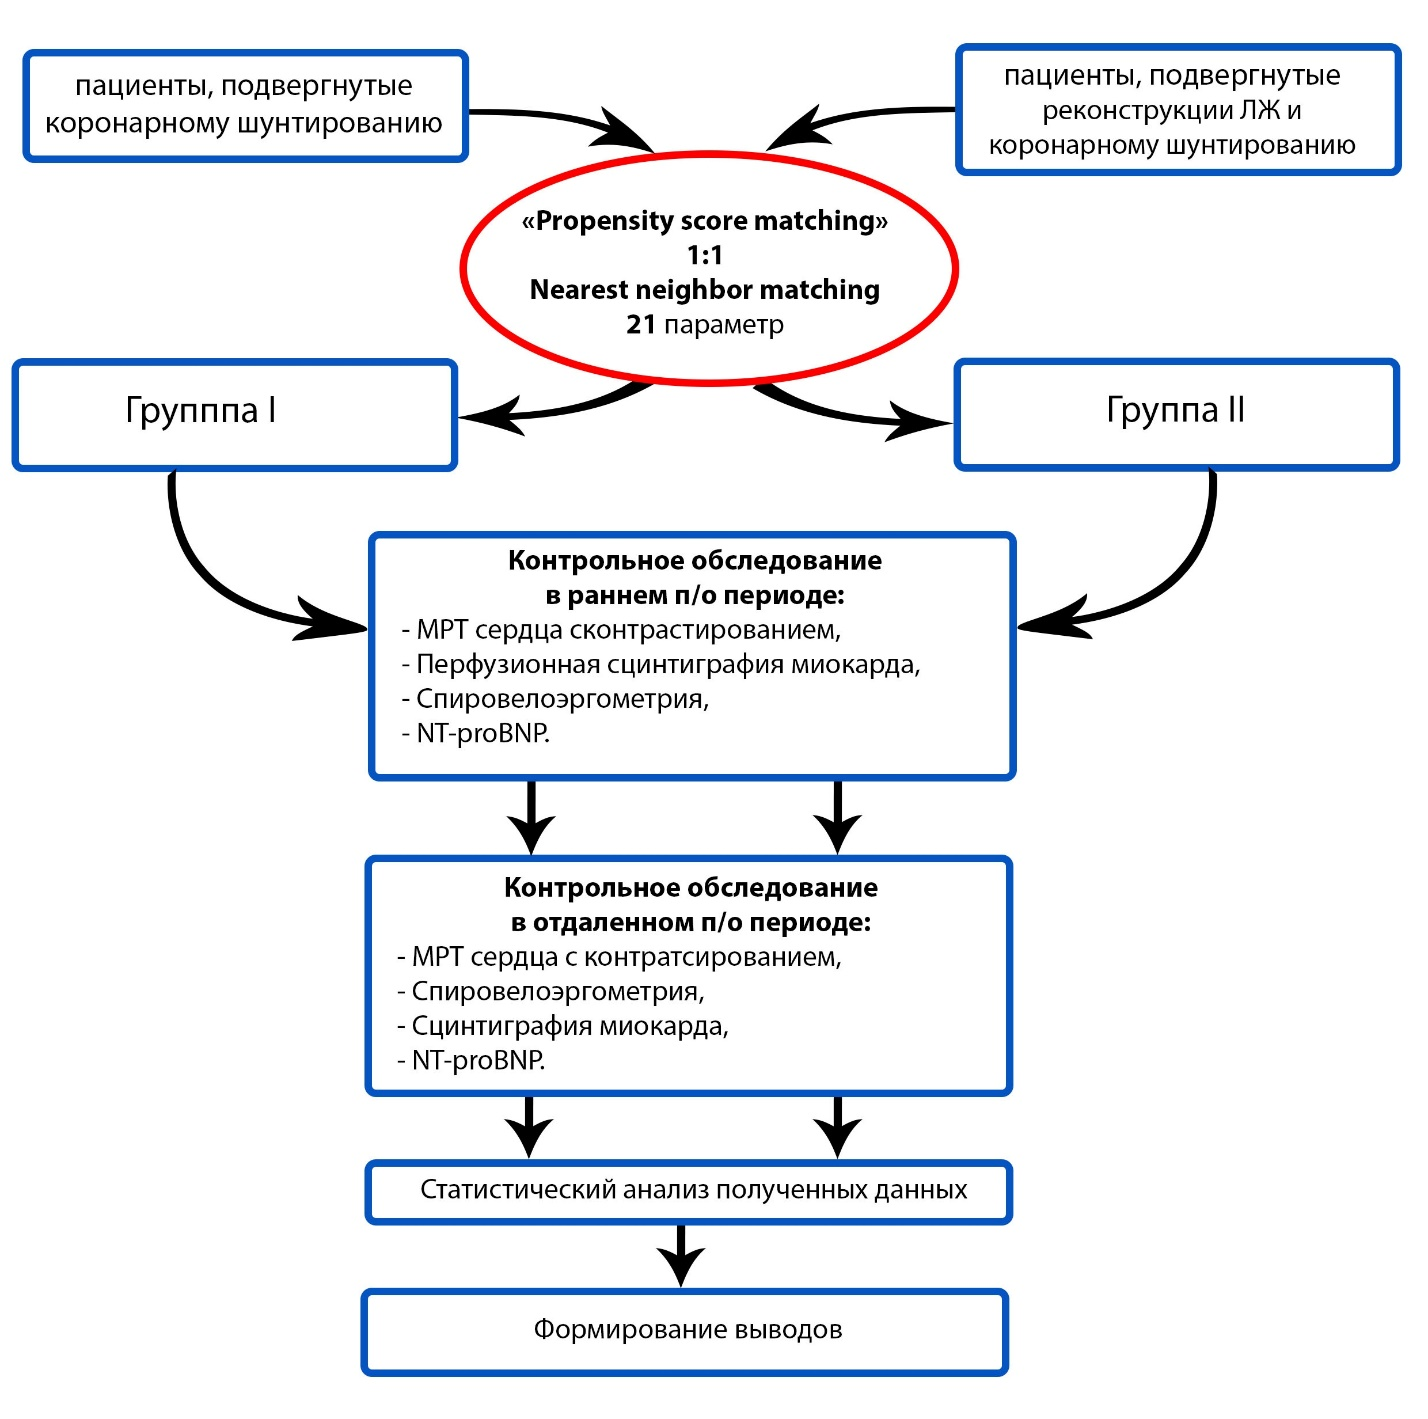 пациенты, подвергнутые
коронарному шунтированию
пациенты, подвергнутые
реконструкции ЛЖ и
коронарному шунтированию
«Propensity score matching»
1:1
Nearest neighbor matching
21 параметр
Групппа I
Группа II
Контрольное обследование
в раннем п/о периоде:
- МРТ сердца сконтрастированием,
- Перфузионная сцинтиграфия миокарда,
- Спировелоэргометрия,
- NT-proBNP.
Контрольное обследование
в отдаленном п/о периоде:
- МРТ сердца с контратсированием,
- Спировелоэргометрия,
- Сцинтиграфия миокарда,
- NT-proBNP.
Статистический анализ полученных данных
Формирование выводов